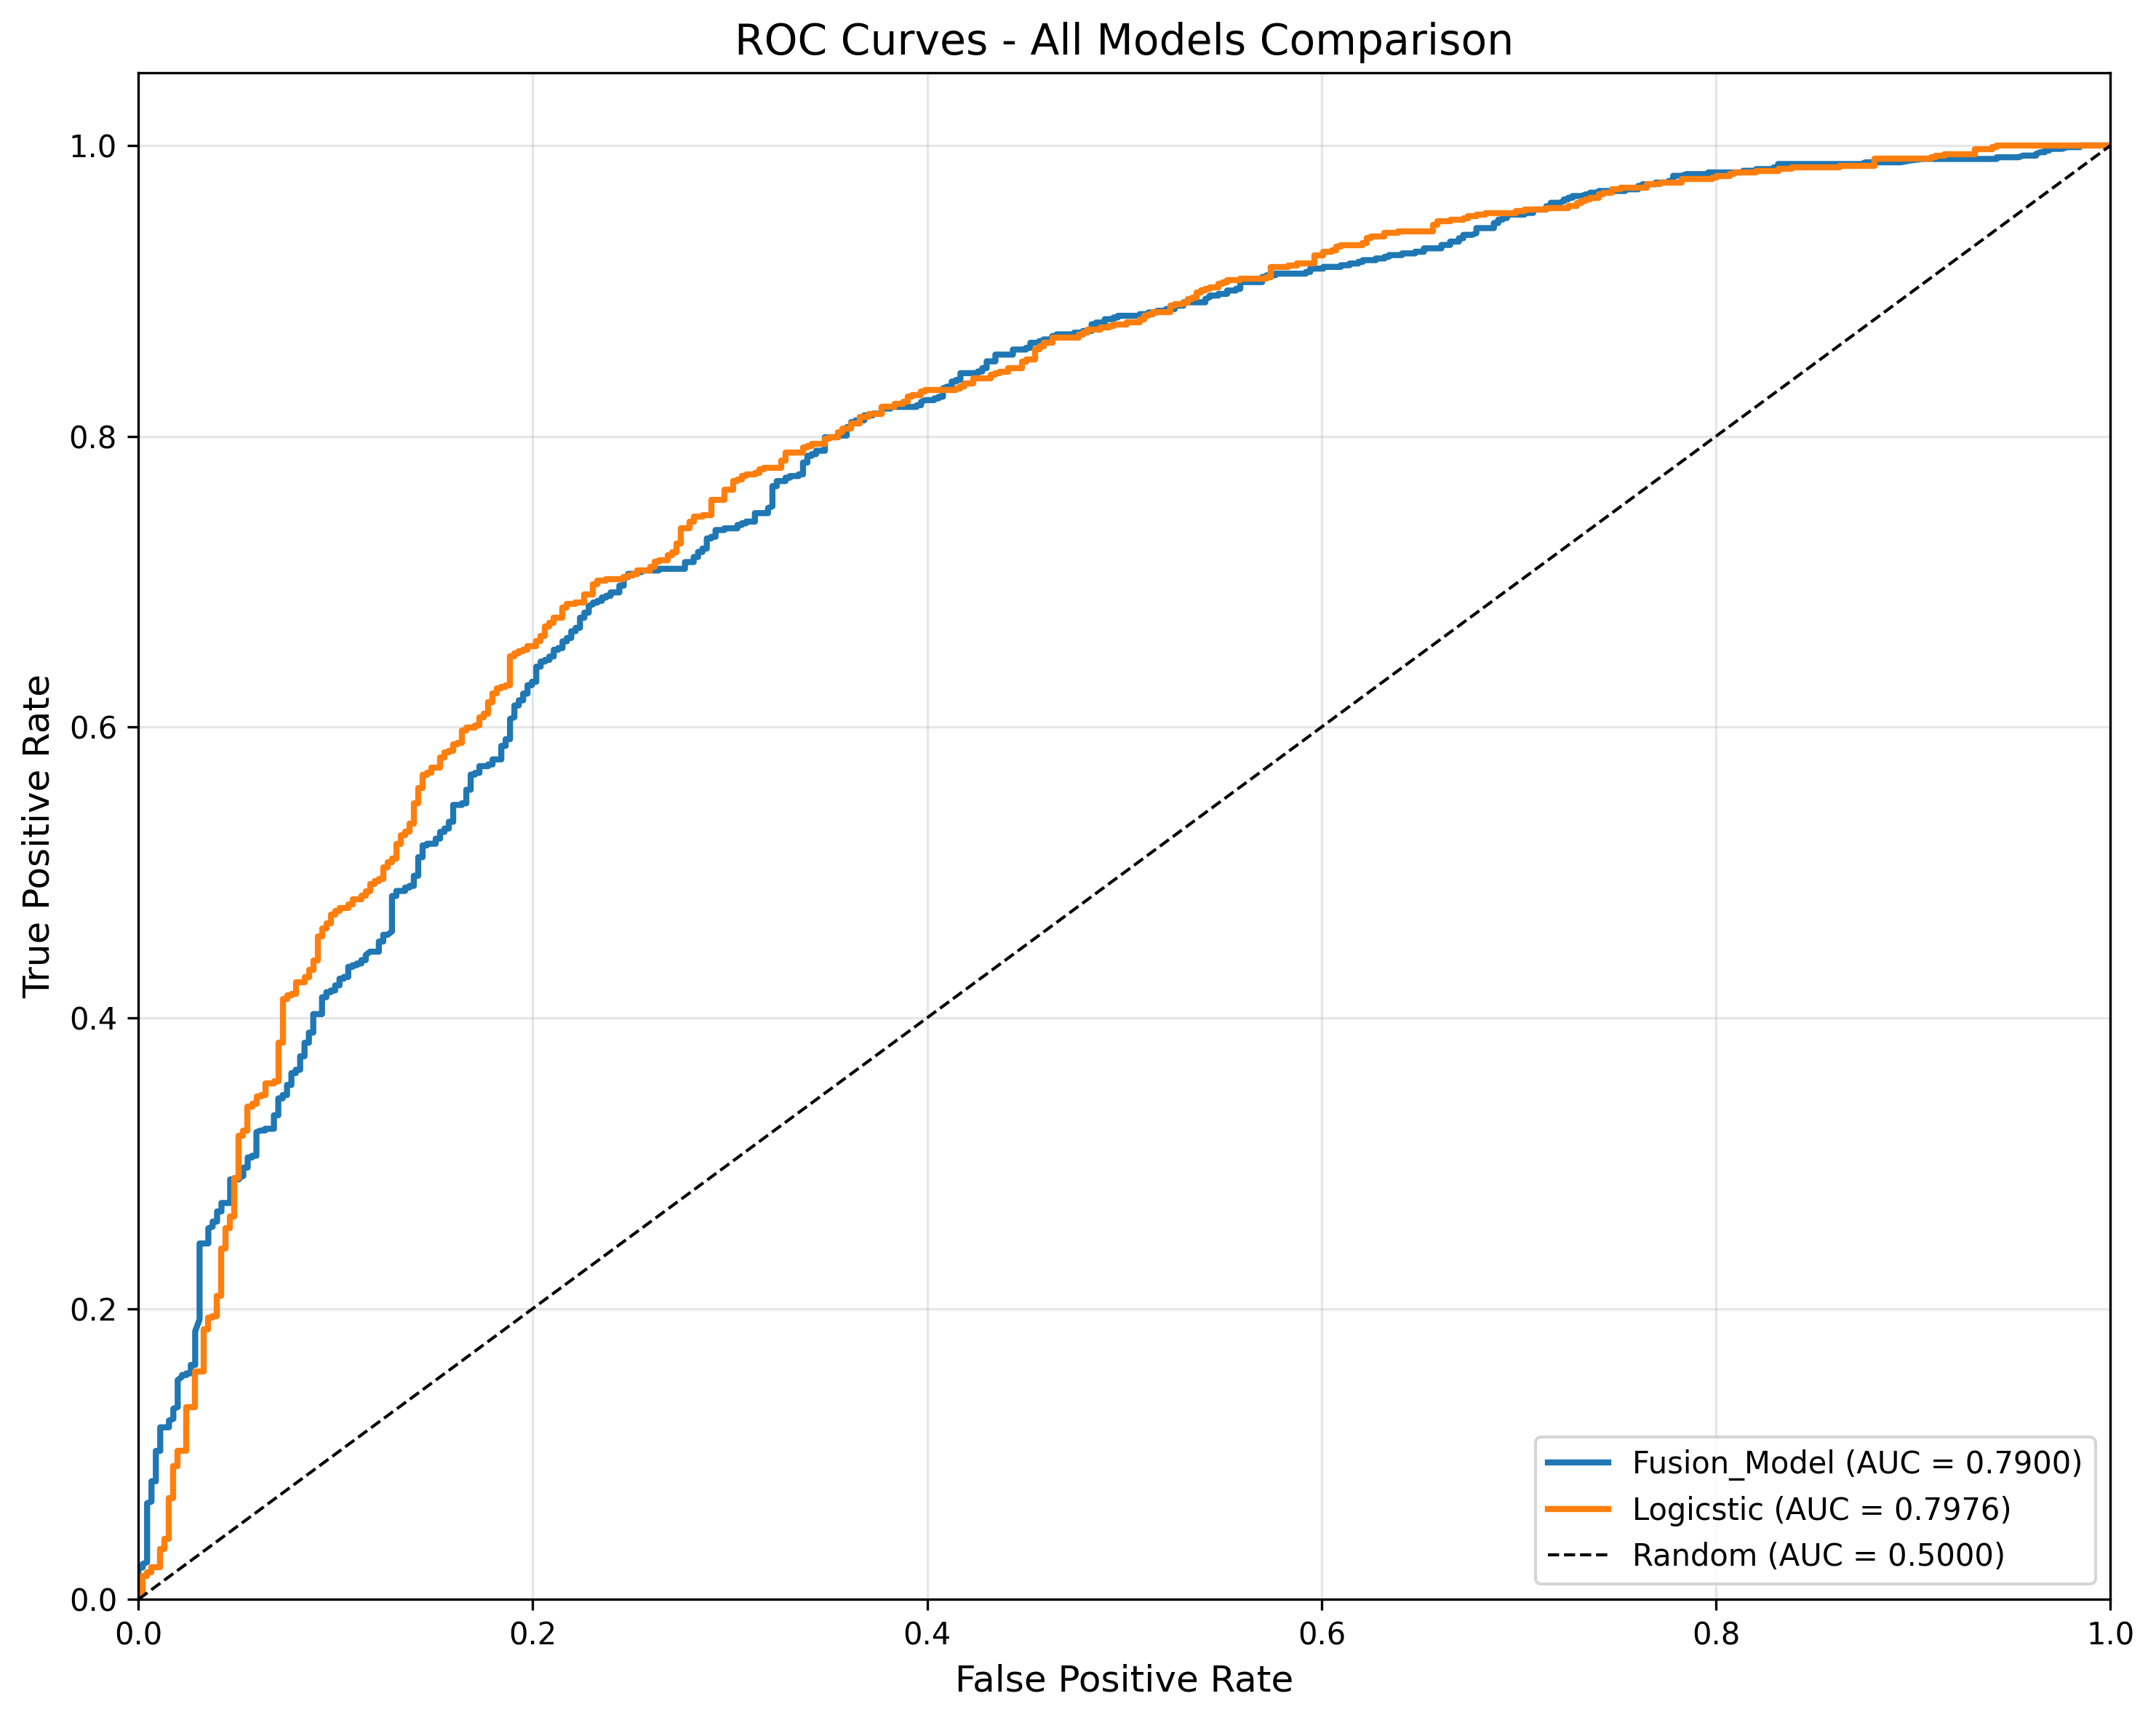 ROC Curves - All Models Comparison
True Positive Rate
1.0
0.8
0.6
0.4
0.2
0.0
0.0 0.2 0.4 0.6 0.8 1.0
False Positive Rate
Fusion_Model (AUC = 0.7900)
Logicstic (AUC = 0.7976)
Random (AUC = 0.5000)